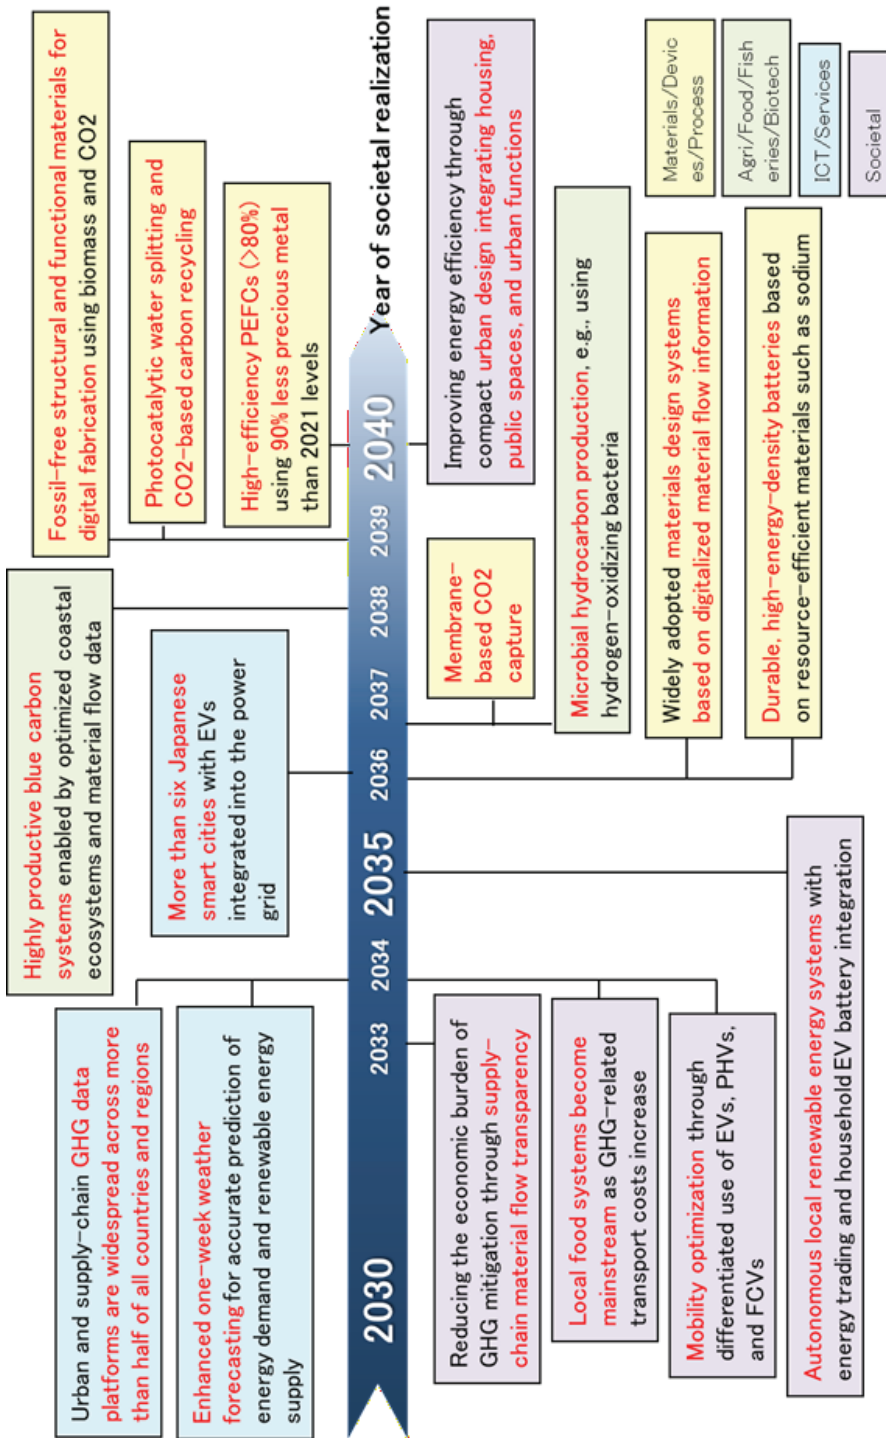 Urban and supply-chain GHG data
platforms are widespread across more
than half of all countries and regions
Enhanced one-week weather
forecasting for accurate prediction of
energy demand and renewable energy
supply
Highly productive blue carbon
systems enabled by optimized coastal
ecosystems and material flow data
More than six Japanese
smart cities with EVs
integrated into the power
grid
Fossil-free structural and functional materials for
digital fabrication using biomass and CO2
Photocatalytic water splitting and
CO2-based carbon recycling
High-efficiency PEFCs (>80%)
using 90% less precious metal
than 2021 levels
2030
2033
2034
2035
2036
2037
2038
2039
2040
Year of societal realization
Reducing the economic burden of
GHG mitigation through supply-
chain material flow transparency
Local food systems become
mainstream as GHG-related
transport costs increase
Mobility optimization through
differentiated use of EVs, PHVs,
and FCVs
Autonomous local renewable energy systems with
energy trading and household EV battery integration
Membrane-
based CO2
capture
Microbial hydrocarbon production, e.g., using
hydrogen-oxidizing bacteria
Widely adopted materials design systems
based on digitalized material flow information
Durable, high-energy-density batteries based
on resource-efficient materials such as sodium
Improving energy efficiency through
compact urban design integrating housing,
public spaces, and urban functions
Materials/Devic
es/Process
Agri/Food/Fish
eries/Biotech
ICT/Services
Societal